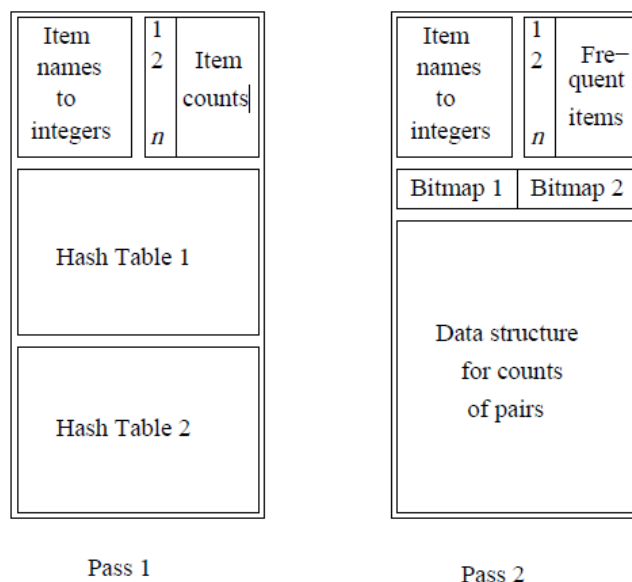 Item
names
to
integers
1
2
n
Item
counts
Hash Table 1
Hash Table 2
Pass 1
Item
names
to
integers
1
2
n
Fre−
quent
items
Bitmap 1
Bitmap 2
Data structure
for counts
of pairs
Pass 2